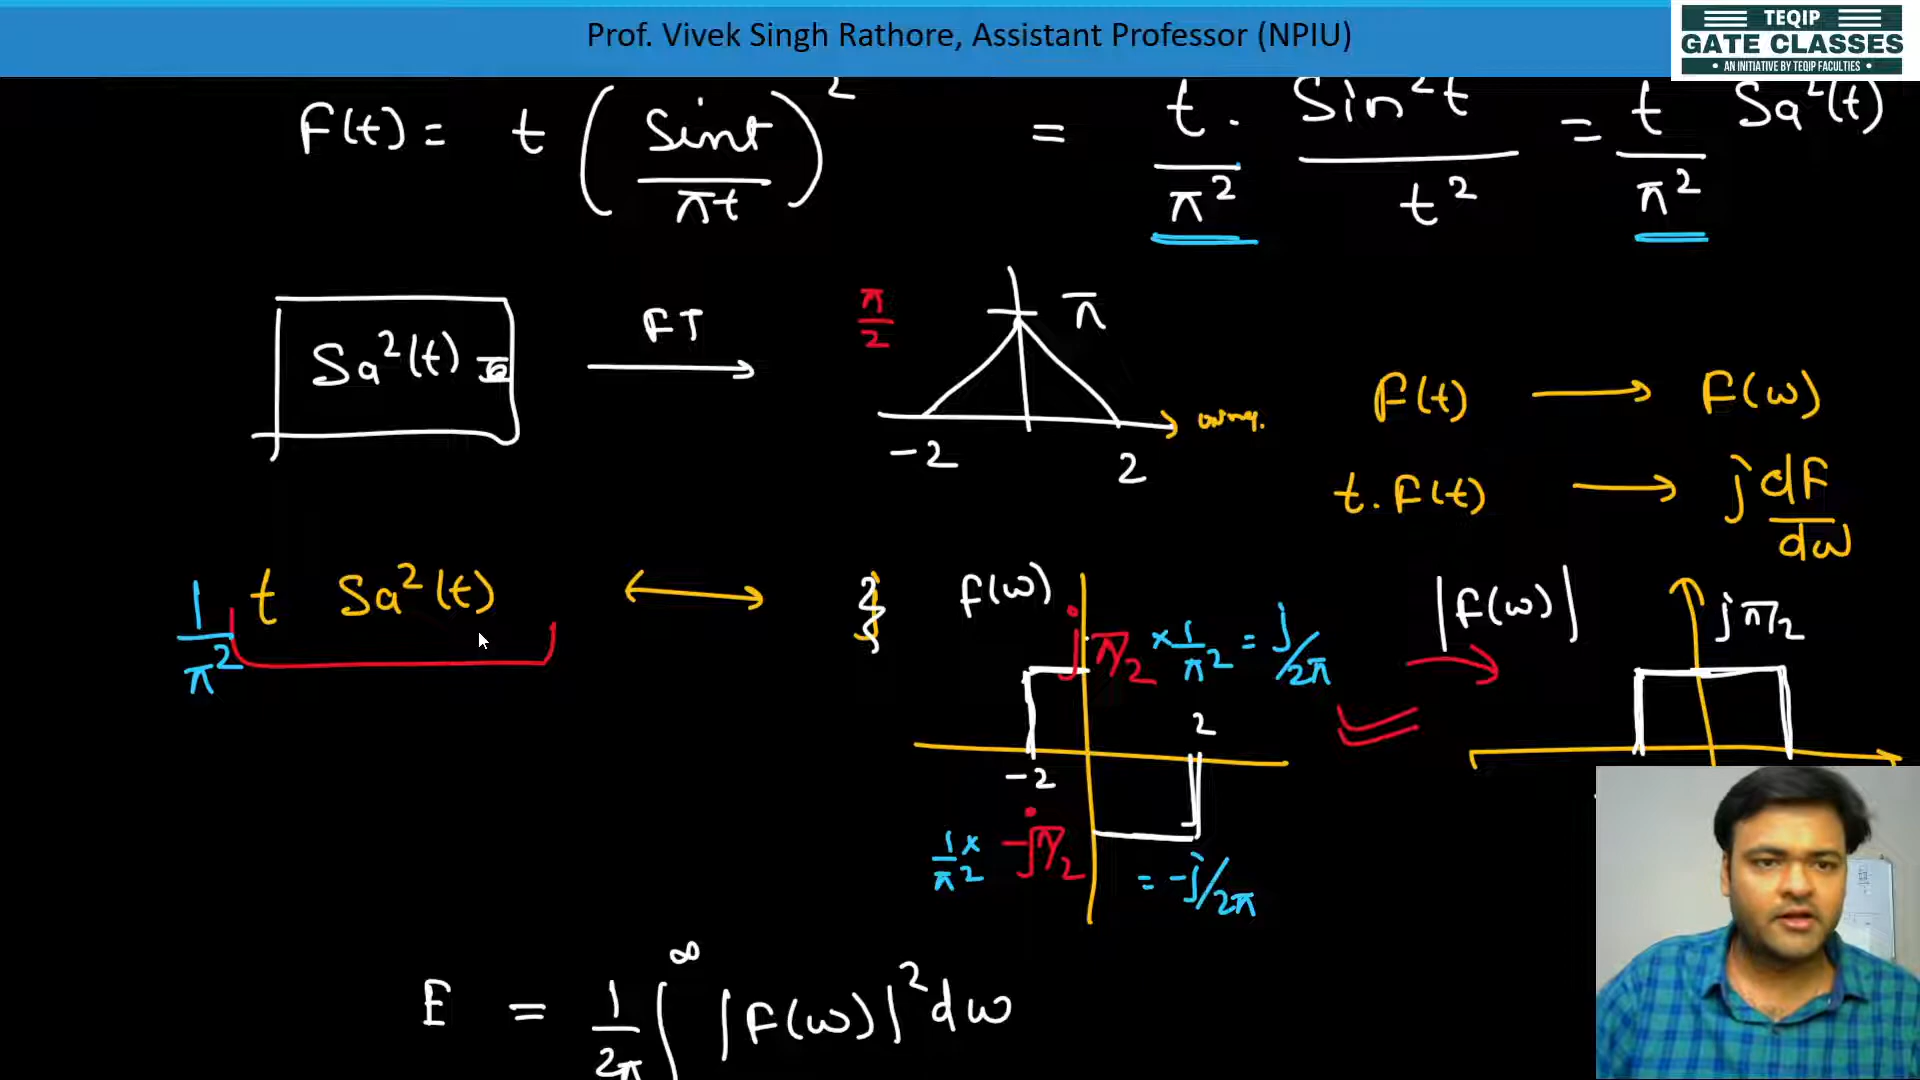 Prof. Vivek Singh Rathore, Assistant Professor (NPIU)
TEQIP
GATE CLASSES
• AN INITIATIVE BY TEQIP FACULTIES •
F(t) = t (Sint / πt)² = t/π² · Sin²t / t² = t/π² Sa²(t)
Sa²(t)
FT
π/2
π
-2
2
F(t) → F(ω)
t. F(t) → j dF/dω
1/π² t Sa²(t) ↔
F(ω)
jπ/2 × 1/π² = j/2π
-2
2
1/π² × -jπ/2 = -j/2π
|F(ω)|
jπ/2
E = 1/2π ∫ ∞ |F(ω)|² dω